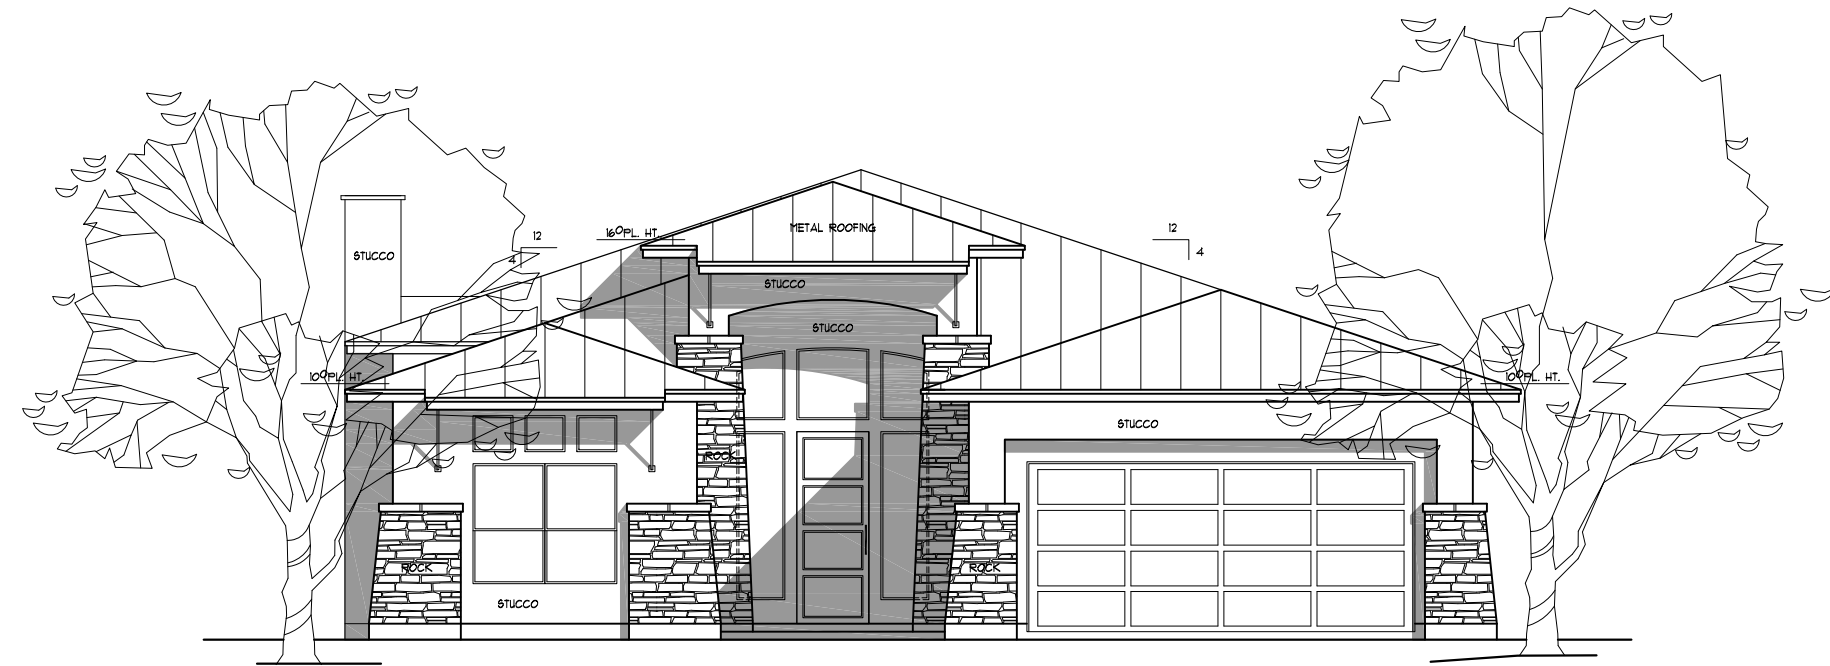 METAL ROOFING
16⁰PL. HT.
12
4
12
4
STUCCO
STUCCO
STUCCO
10⁰PL. HT.
10⁰PL. HT.
STUCCO
ROCK
ROCK
ROCK
STUCCO